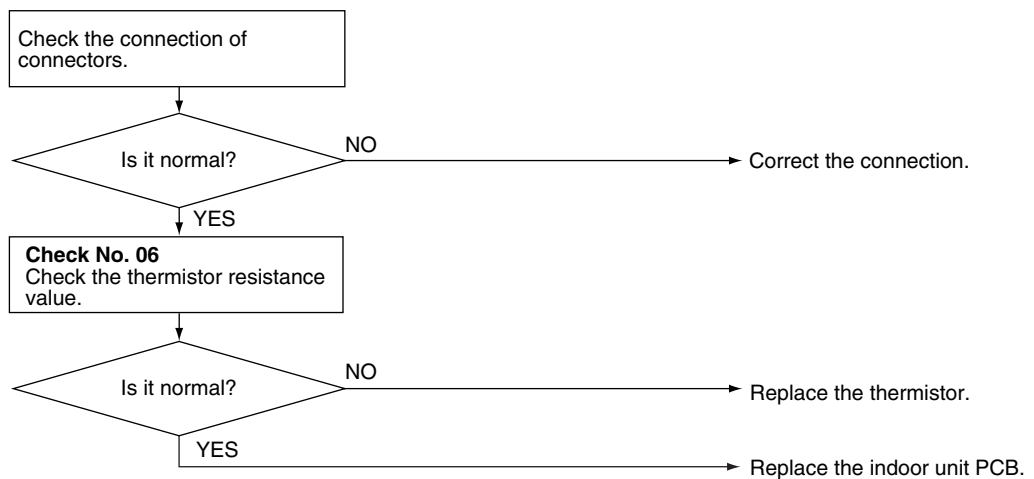 Check the connection of
connectors.
Is it normal?
NO
Correct the connection.
YES
Check No. 06
Check the thermistor resistance
value.
Is it normal?
NO
Replace the thermistor.
YES
Replace the indoor unit PCB.